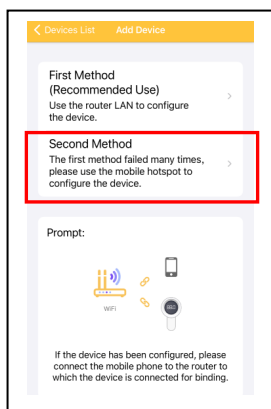 Devices List Add Device
First Method
(Recommended Use)
Use the router LAN to configure
the device.
Second Method
The first method failed many times,
please use the mobile hotspot to
configure the device.
Prompt:
WiFi
If the device has been configured, please
connect the mobile phone to the router to
which the device is connected for binding.